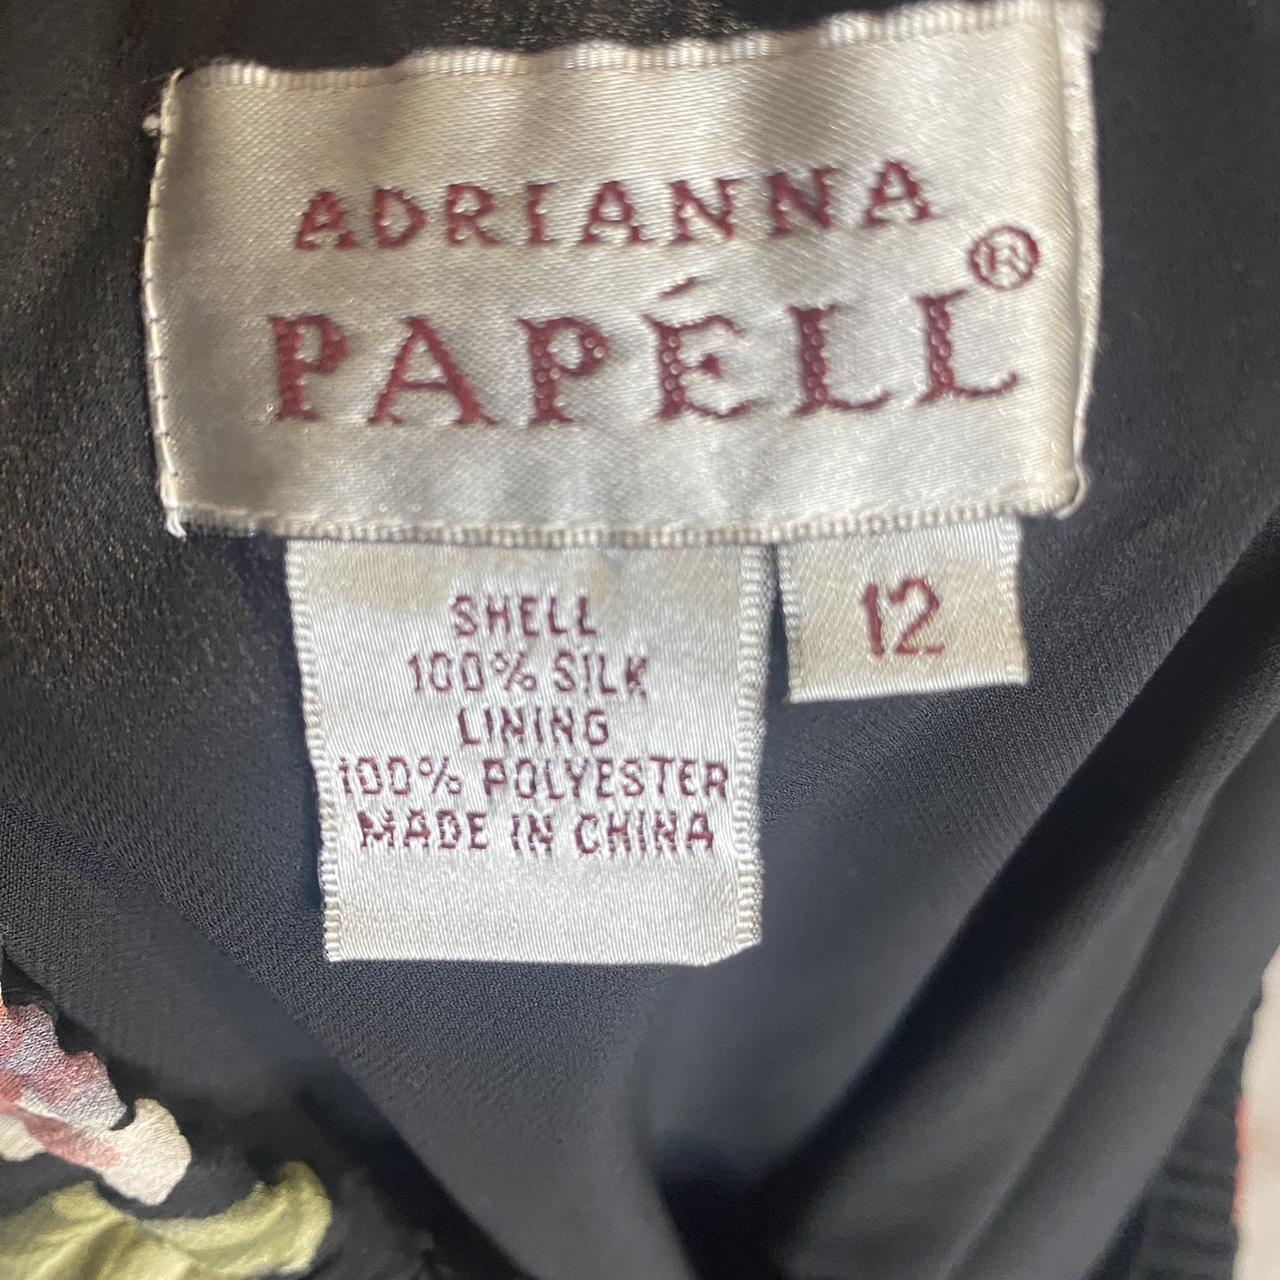 ADRIANNA
PAPÉLL®
SHELL
100% SILK
LINING
100% POLYESTER
MADE IN CHINA
12